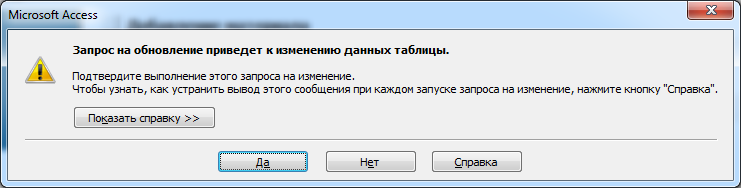 Microsoft Access
Запрос на обновление приведет к изменению данных таблицы.
Подтвердите выполнение этого запроса на изменение.
Чтобы узнать, как устранить вывод этого сообщения при каждом запуске запроса на изменение, нажмите кнопку "Справка".
Показать справку >>
Да
Нет
Справка